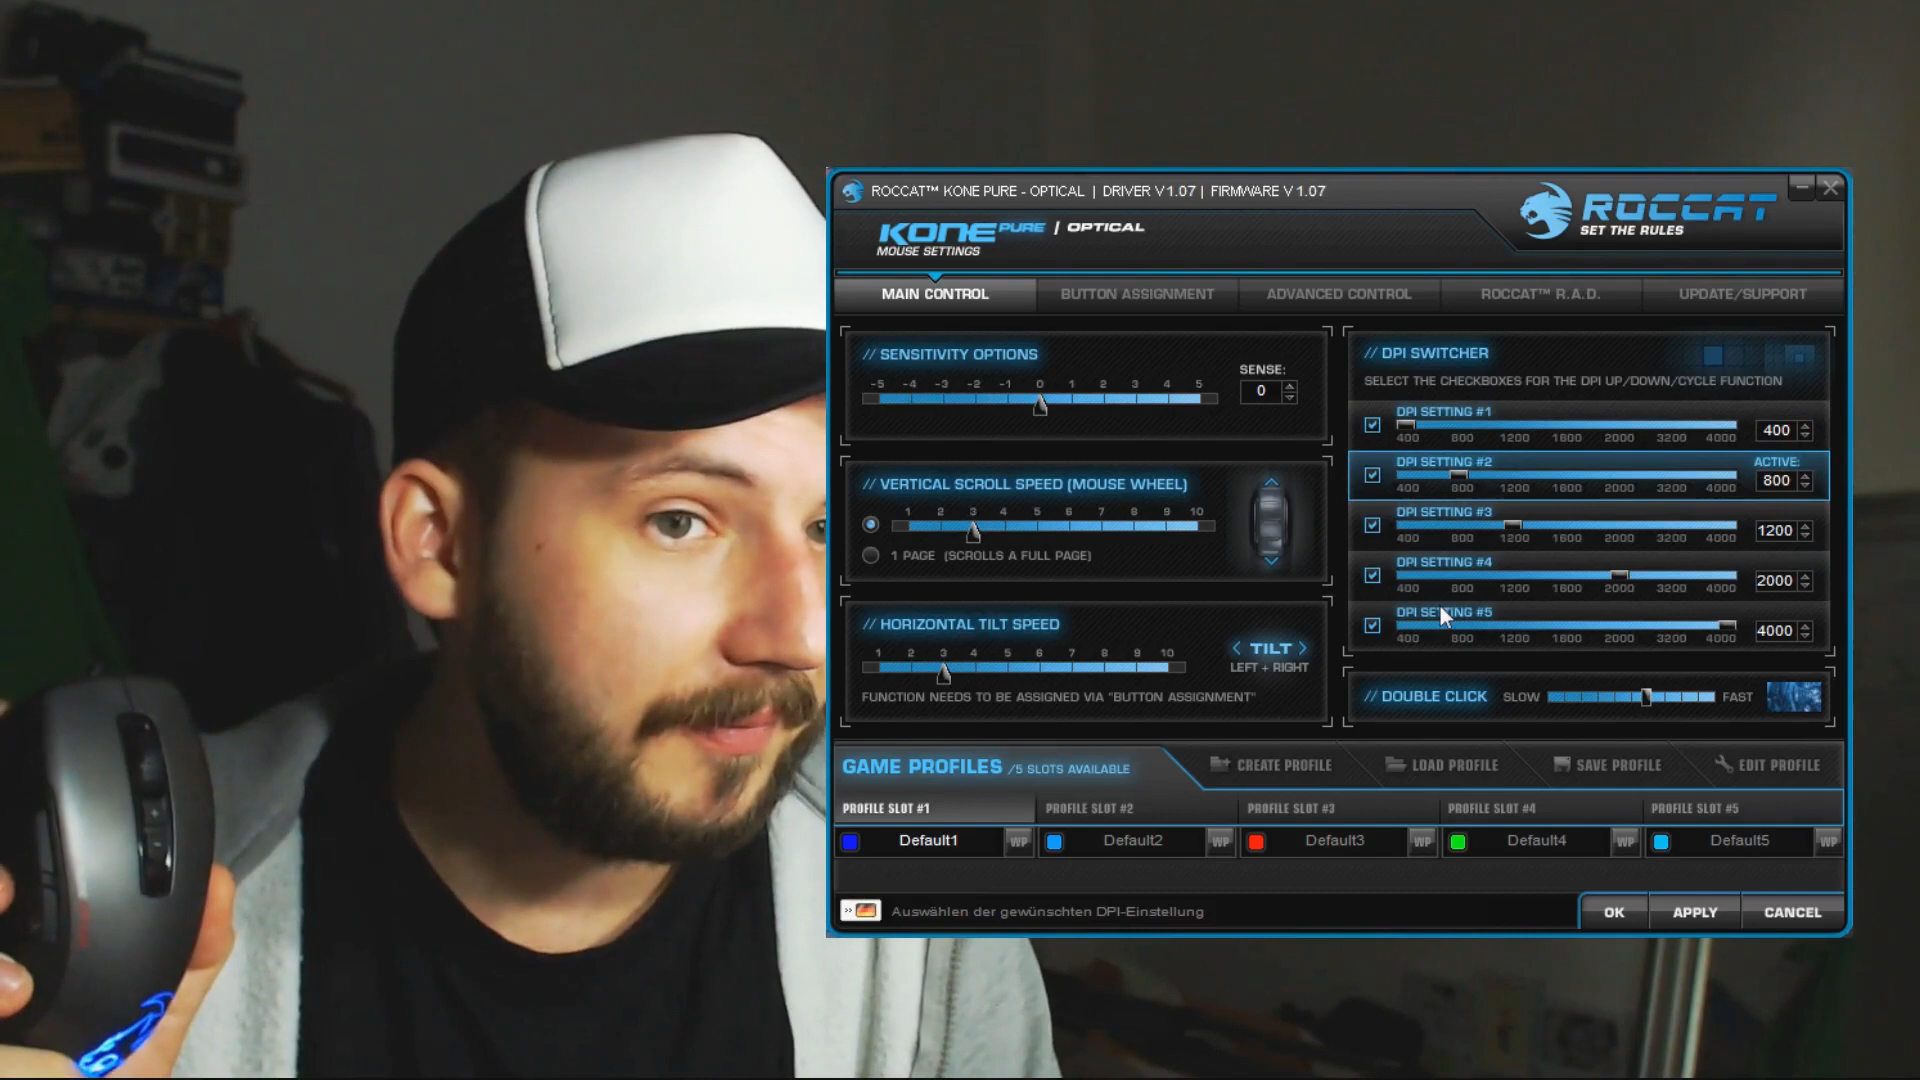 ROCCAT™ KONE PURE - OPTICAL | DRIVER V1.07 | FIRMWARE V1.07
KONE PURE / OPTICAL
MOUSE SETTINGS
ROCCAT
SET THE RULES
MAIN CONTROL
BUTTON ASSIGNMENT
ADVANCED CONTROL
ROCCAT™ R.A.D.
UPDATE/SUPPORT
// SENSITIVITY OPTIONS
-5 -4 -3 -2 -1 0 1 2 3 4 5
SENSE:
0
// VERTICAL SCROLL SPEED (MOUSE WHEEL)
1 2 3 4 5 6 7 8 9 10
1 PAGE (SCROLLS A FULL PAGE)
// HORIZONTAL TILT SPEED
1 2 3 4 5 6 7 8 9 10
< TILT >
LEFT + RIGHT
FUNCTION NEEDS TO BE ASSIGNED VIA "BUTTON ASSIGNMENT"
// DPI SWITCHER
SELECT THE CHECKBOXES FOR THE DPI UP/DOWN/CYCLE FUNCTION
DPI SETTING #1
400 800 1200 1600 2000 3200 4000
400
DPI SETTING #2
400 800 1200 1600 2000 3200 4000
ACTIVE:
800
DPI SETTING #3
400 800 1200 1600 2000 3200 4000
1200
DPI SETTING #4
400 800 1200 1600 2000 3200 4000
2000
DPI SETTING #5
400 800 1200 1600 2000 3200 4000
4000
// DOUBLE CLICK SLOW FAST
GAME PROFILES /5 SLOTS AVAILABLE
CREATE PROFILE
LOAD PROFILE
SAVE PROFILE
EDIT PROFILE
PROFILE SLOT #1 PROFILE SLOT #2 PROFILE SLOT #3 PROFILE SLOT #4 PROFILE SLOT #5
Default1 WP Default2 WP Default3 WP Default4 WP Default5 WP
Auswählen der gewünschten DPI-Einstellung
OK APPLY CANCEL